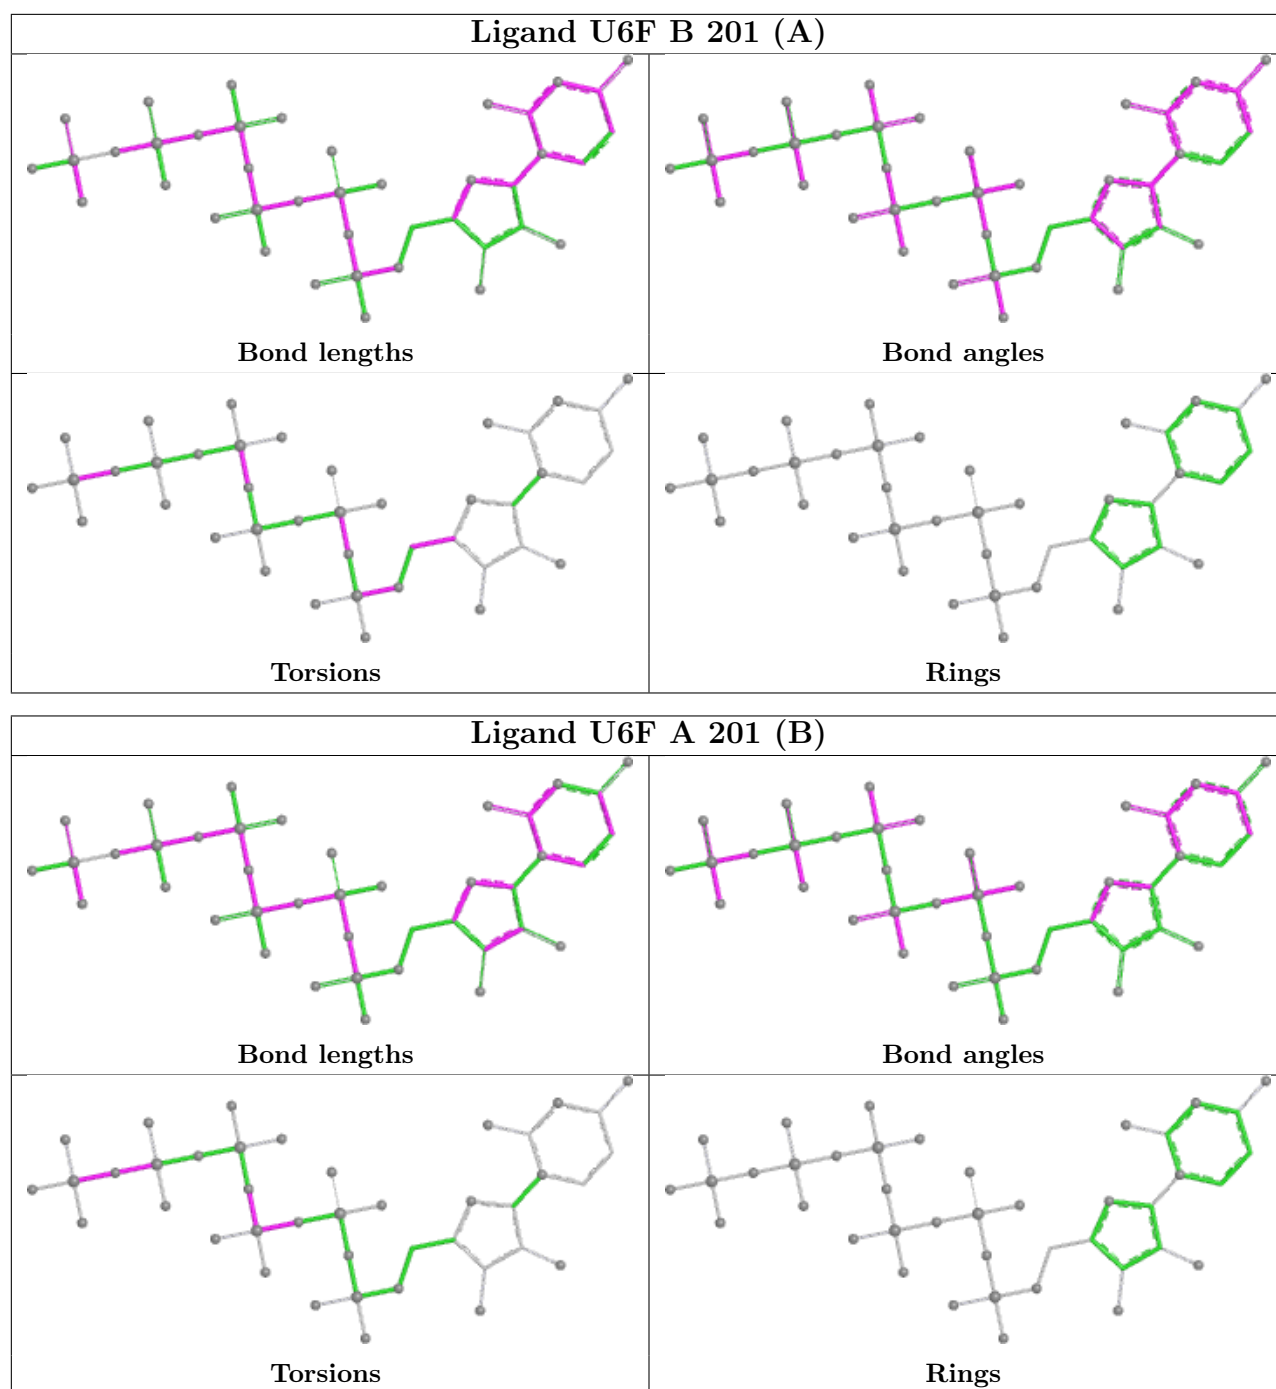 Ligand U6F B 201 (A)
Bond lengths
Bond angles
Torsions
Rings
Ligand U6F A 201 (B)
Bond lengths
Bond angles
Torsions
Rings